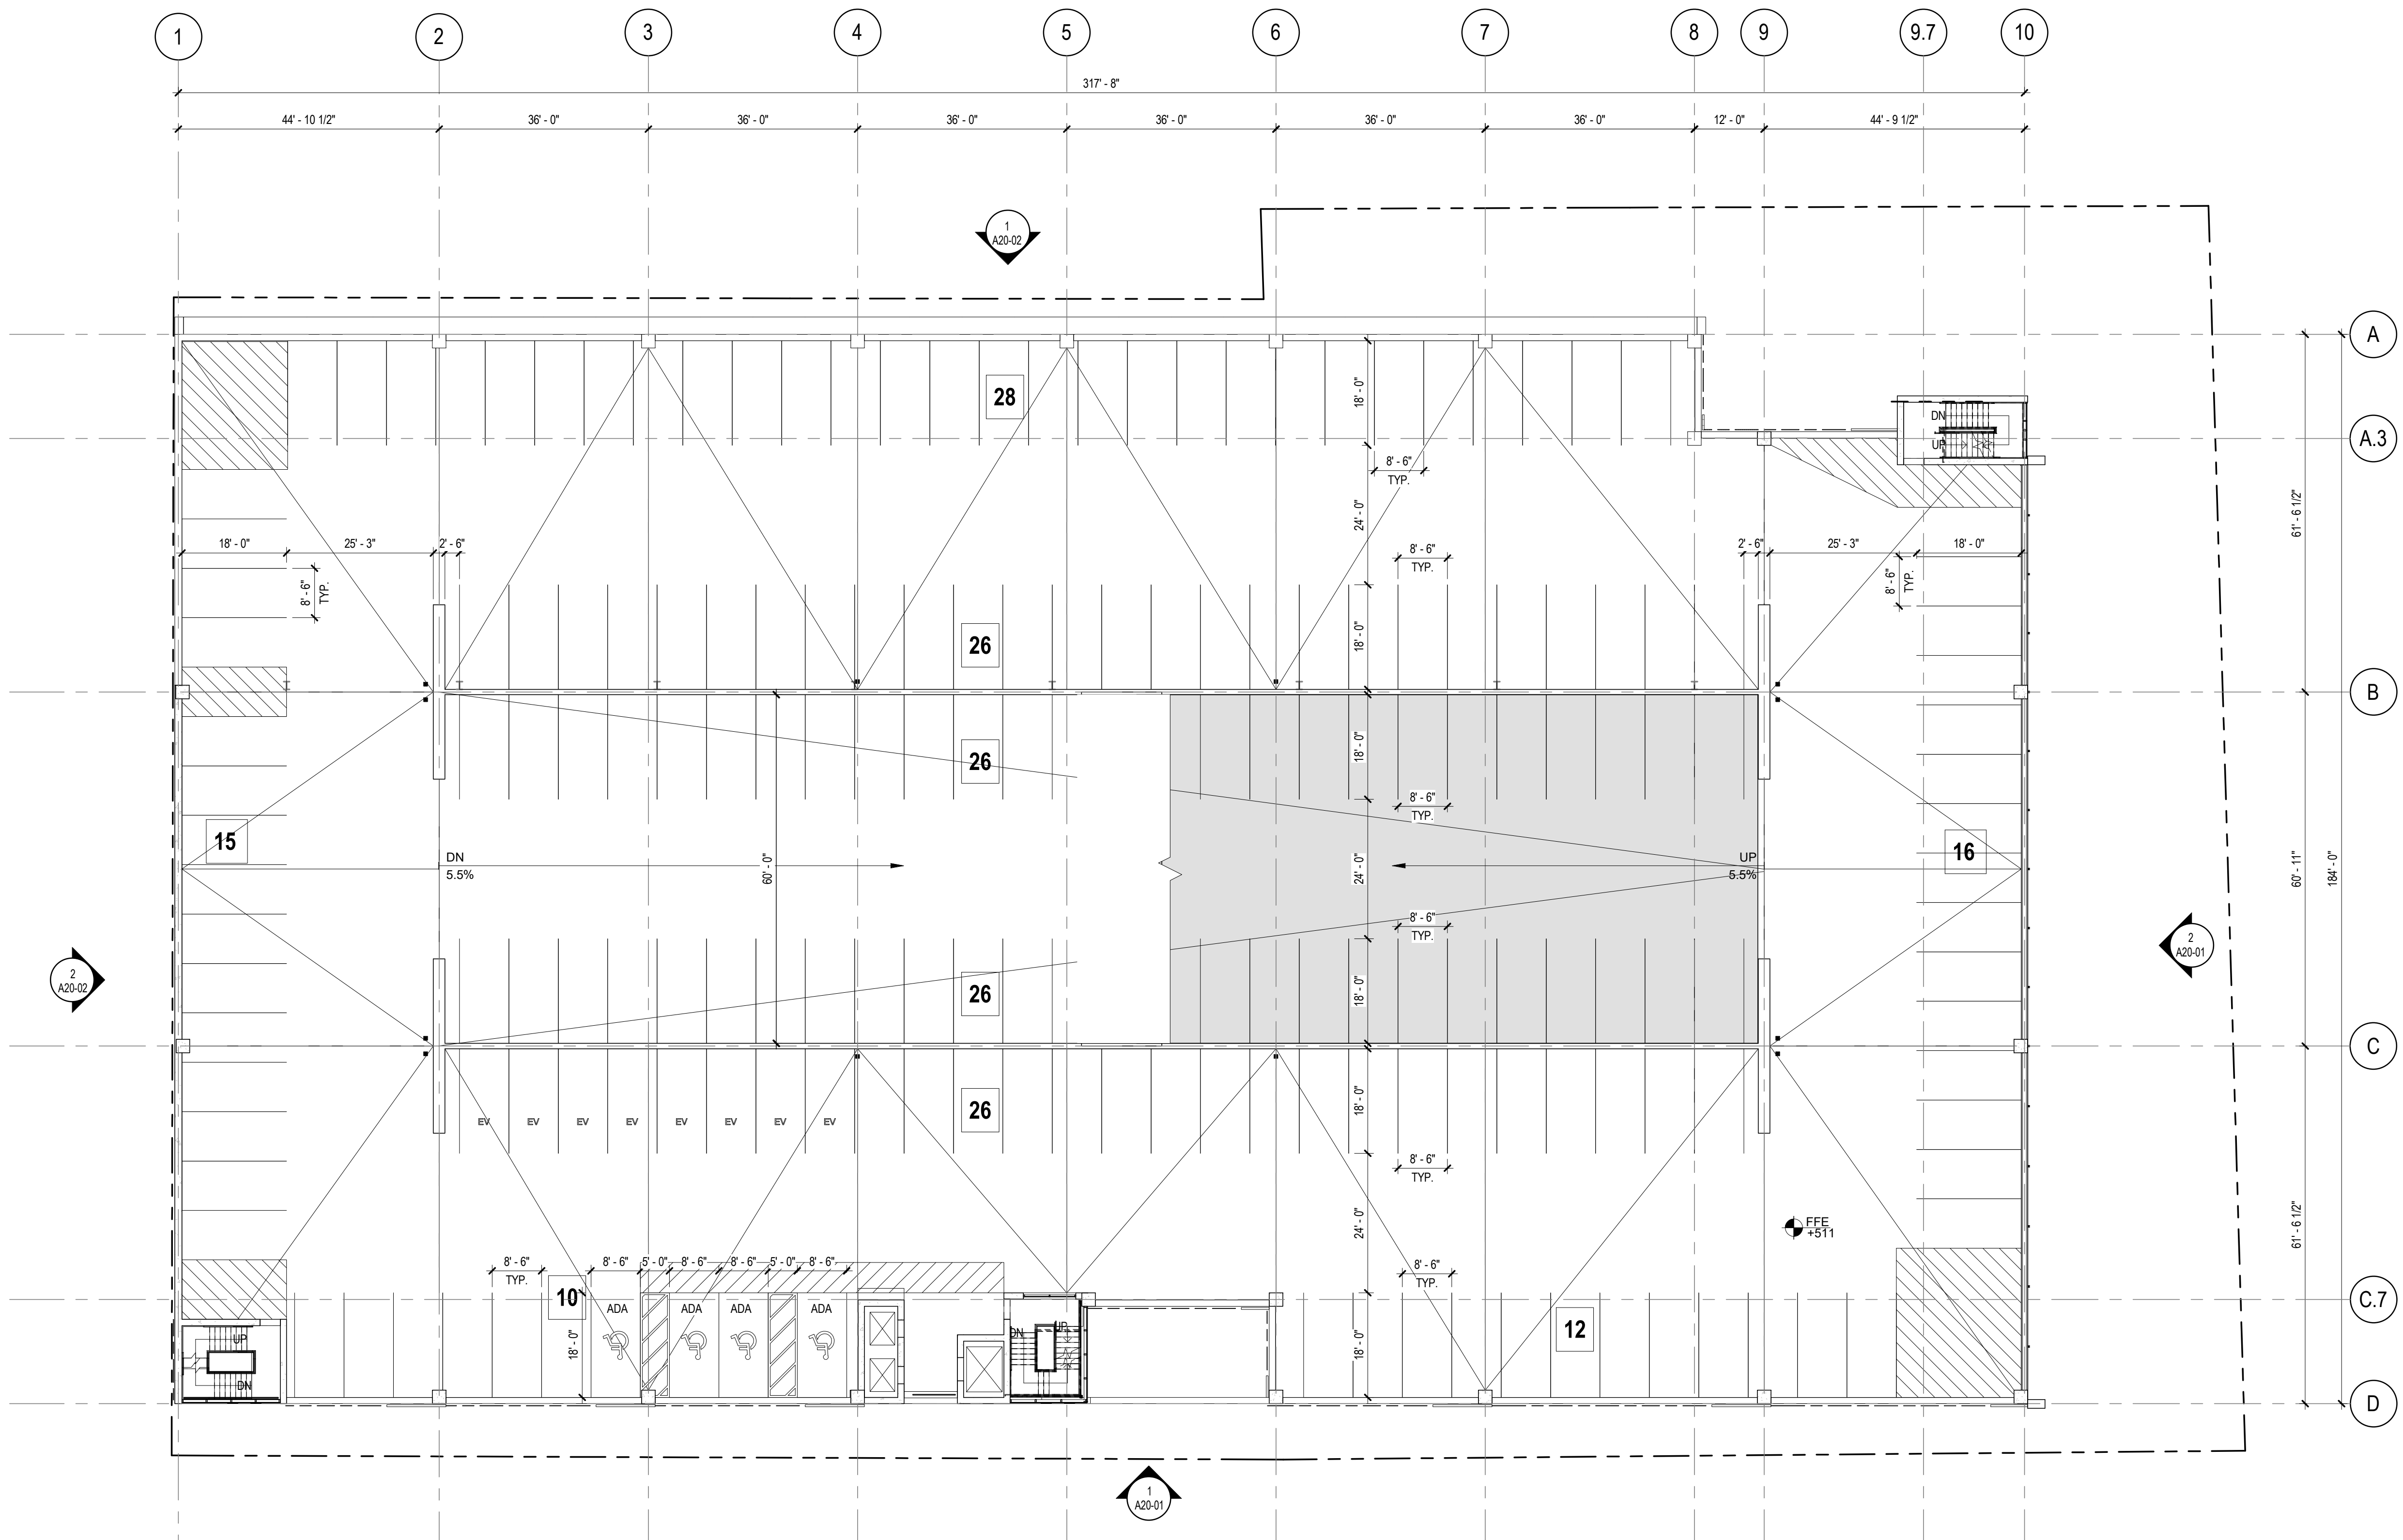 1
2
3
4
5
6
7
8
9
9.7
10
317' - 8"
44' - 10 1/2"
36' - 0"
36' - 0"
36' - 0"
36' - 0"
36' - 0"
36' - 0"
12' - 0"
44' - 9 1/2"
1
A20-02
A
28
18' - 0"
DN
UP
A.3
8' - 6"
TYP.
24' - 0"
61' - 6 1/2"
18' - 0"
25' - 3"
2' - 6"
8' - 6"
TYP.
2' - 6"
25' - 3"
18' - 0"
8' - 6"
TYP.
8' - 6"
TYP.
26
18' - 0"
B
26
18' - 0"
8' - 6"
TYP.
15
DN
5.5%
60' - 0"
24' - 0"
UP
5.5%
16
60' - 11"
184' - 0"
8' - 6"
TYP.
2
A20-02
26
18' - 0"
2
A20-01
C
EV
EV
EV
EV
EV
EV
EV
EV
26
18' - 0"
8' - 6"
TYP.
24' - 0"
FFE
+511
61' - 6 1/2"
8' - 6"
TYP.
8' - 6"
5' - 0"
8' - 6"
8' - 6"
5' - 0"
8' - 6"
8' - 6"
TYP.
10
18' - 0"
ADA
ADA
ADA
ADA
C.7
UP
DN
DN
UP
18' - 0"
12
D
1
A20-01